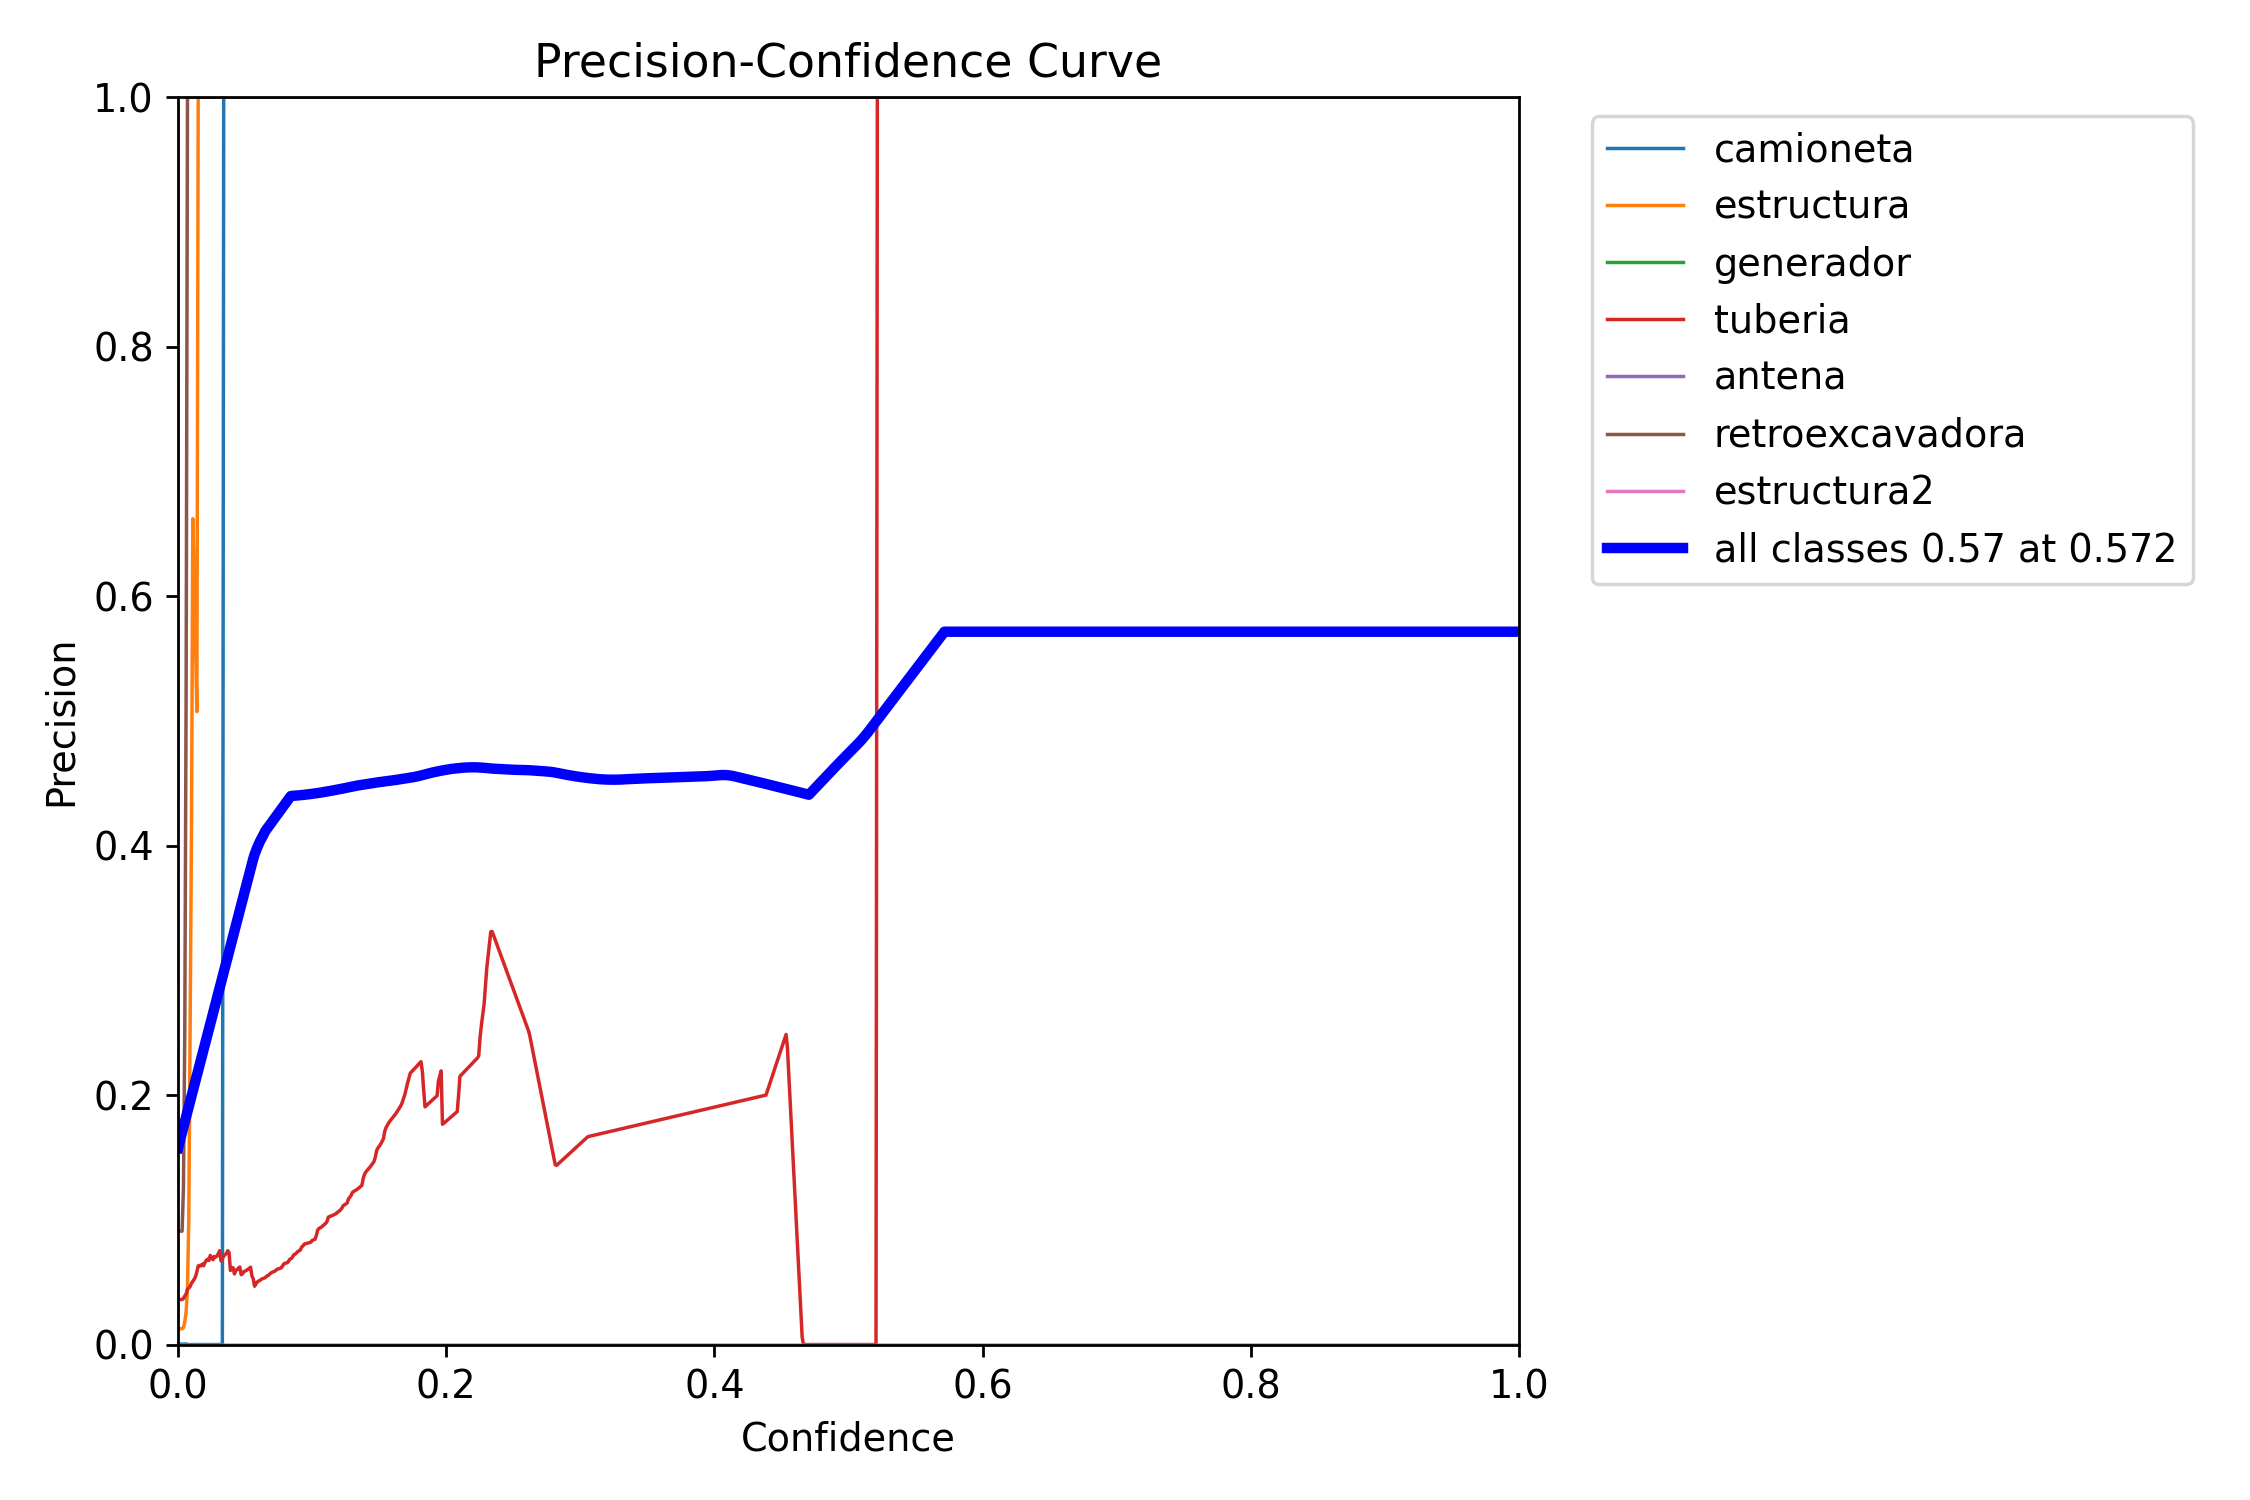 Precision-Confidence Curve
1.0
0.8
0.6
0.4
0.2
0.0
Precision
0.0 0.2 0.4 0.6 0.8 1.0
Confidence
camioneta
estructura
generador
tuberia
antena
retroexcavadora
estructura2
all classes 0.57 at 0.572